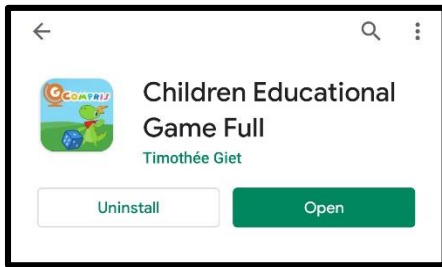 GCOMPRIS
Children Educational
Game Full
Timothée Giet
Uninstall
Open